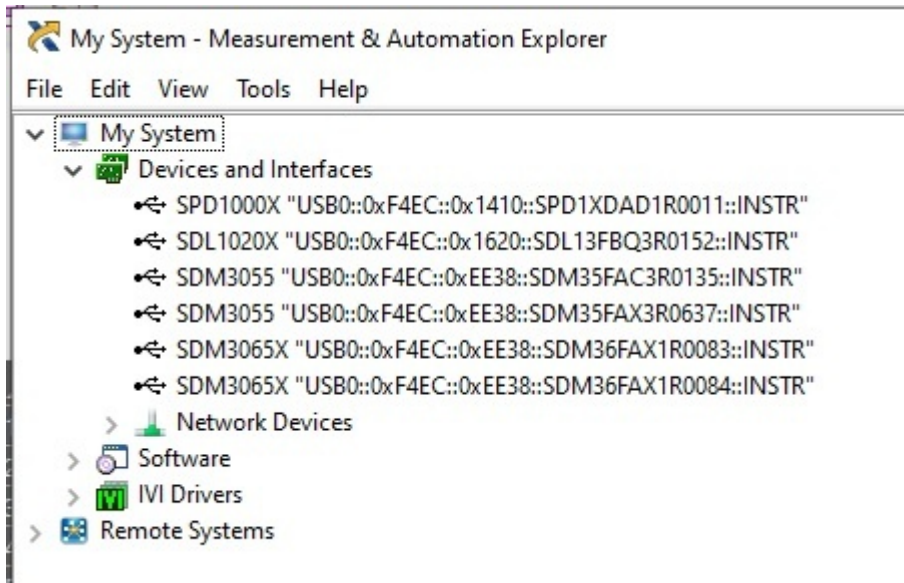 My System - Measurement & Automation Explorer
File Edit View Tools Help
My System
Devices and Interfaces
SPD1000X "USB0::0xF4EC::0x1410::SPD1XDAD1R0011::INSTR"
SDL1020X "USB0::0xF4EC::0x1620::SDL13FBQ3R0152::INSTR"
SDM3055 "USB0::0xF4EC::0xEE38::SDM35FAC3R0135::INSTR"
SDM3055 "USB0::0xF4EC::0xEE38::SDM35FAX3R0637::INSTR"
SDM3065X "USB0::0xF4EC::0xEE38::SDM36FAX1R0083::INSTR"
SDM3065X "USB0::0xF4EC::0xEE38::SDM36FAX1R0084::INSTR"
Network Devices
Software
IVI Drivers
Remote Systems